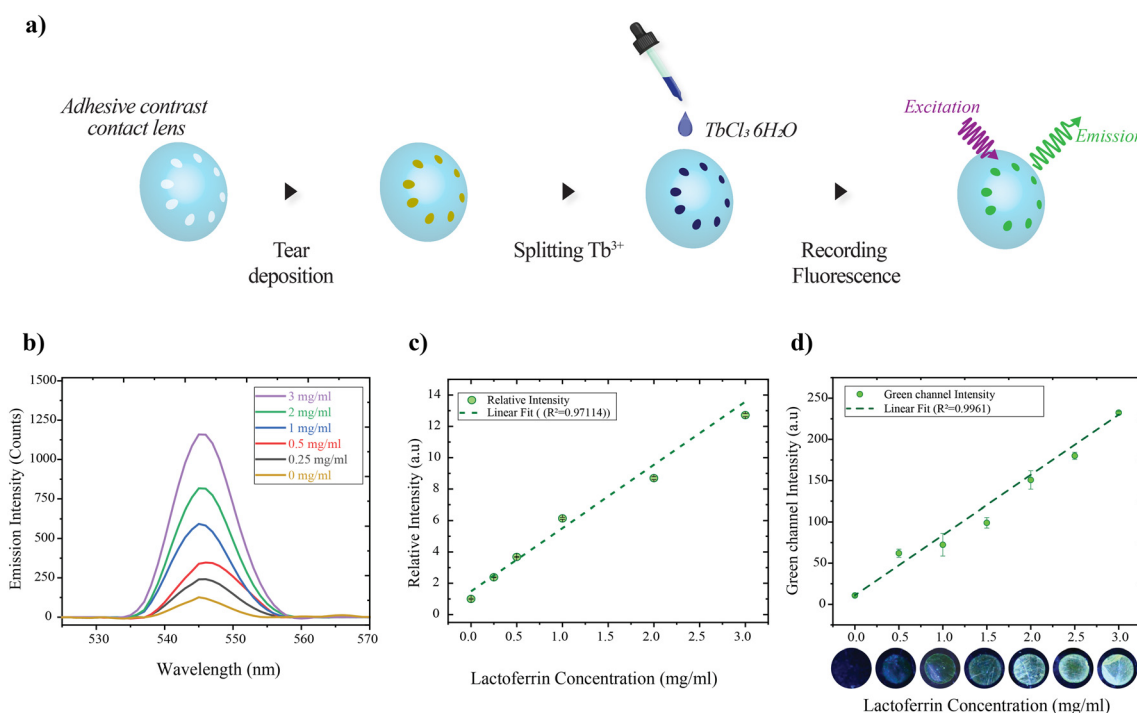 a)
Adhesive contrast
contact lens
TbCl₃ 6H₂O
Excitation
Emission
Tear
deposition
Splitting Tb³⁺
Recording
Fluorescence
b)
Emission Intensity (Counts)
1500
1250
1000
750
500
250
0
3 mg/ml
2 mg/ml
1 mg/ml
0.5 mg/ml
0.25 mg/ml
0 mg/ml
530 540 550 560 570
Wavelength (nm)
c)
Relative Intensity (a.u)
14
12
10
8
6
4
2
0
Relative Intensity
Linear Fit ( (R²=0.97114))
0.0 0.5 1.0 1.5 2.0 2.5 3.0
Lactoferrin Concentration (mg/ml)
d)
Green channel Intensity (a.u)
250
200
150
100
50
0
Green channel Intensity
Linear Fit (R²=0.9961)
0.0 0.5 1.0 1.5 2.0 2.5 3.0
Lactoferrin Concentration (mg/ml)